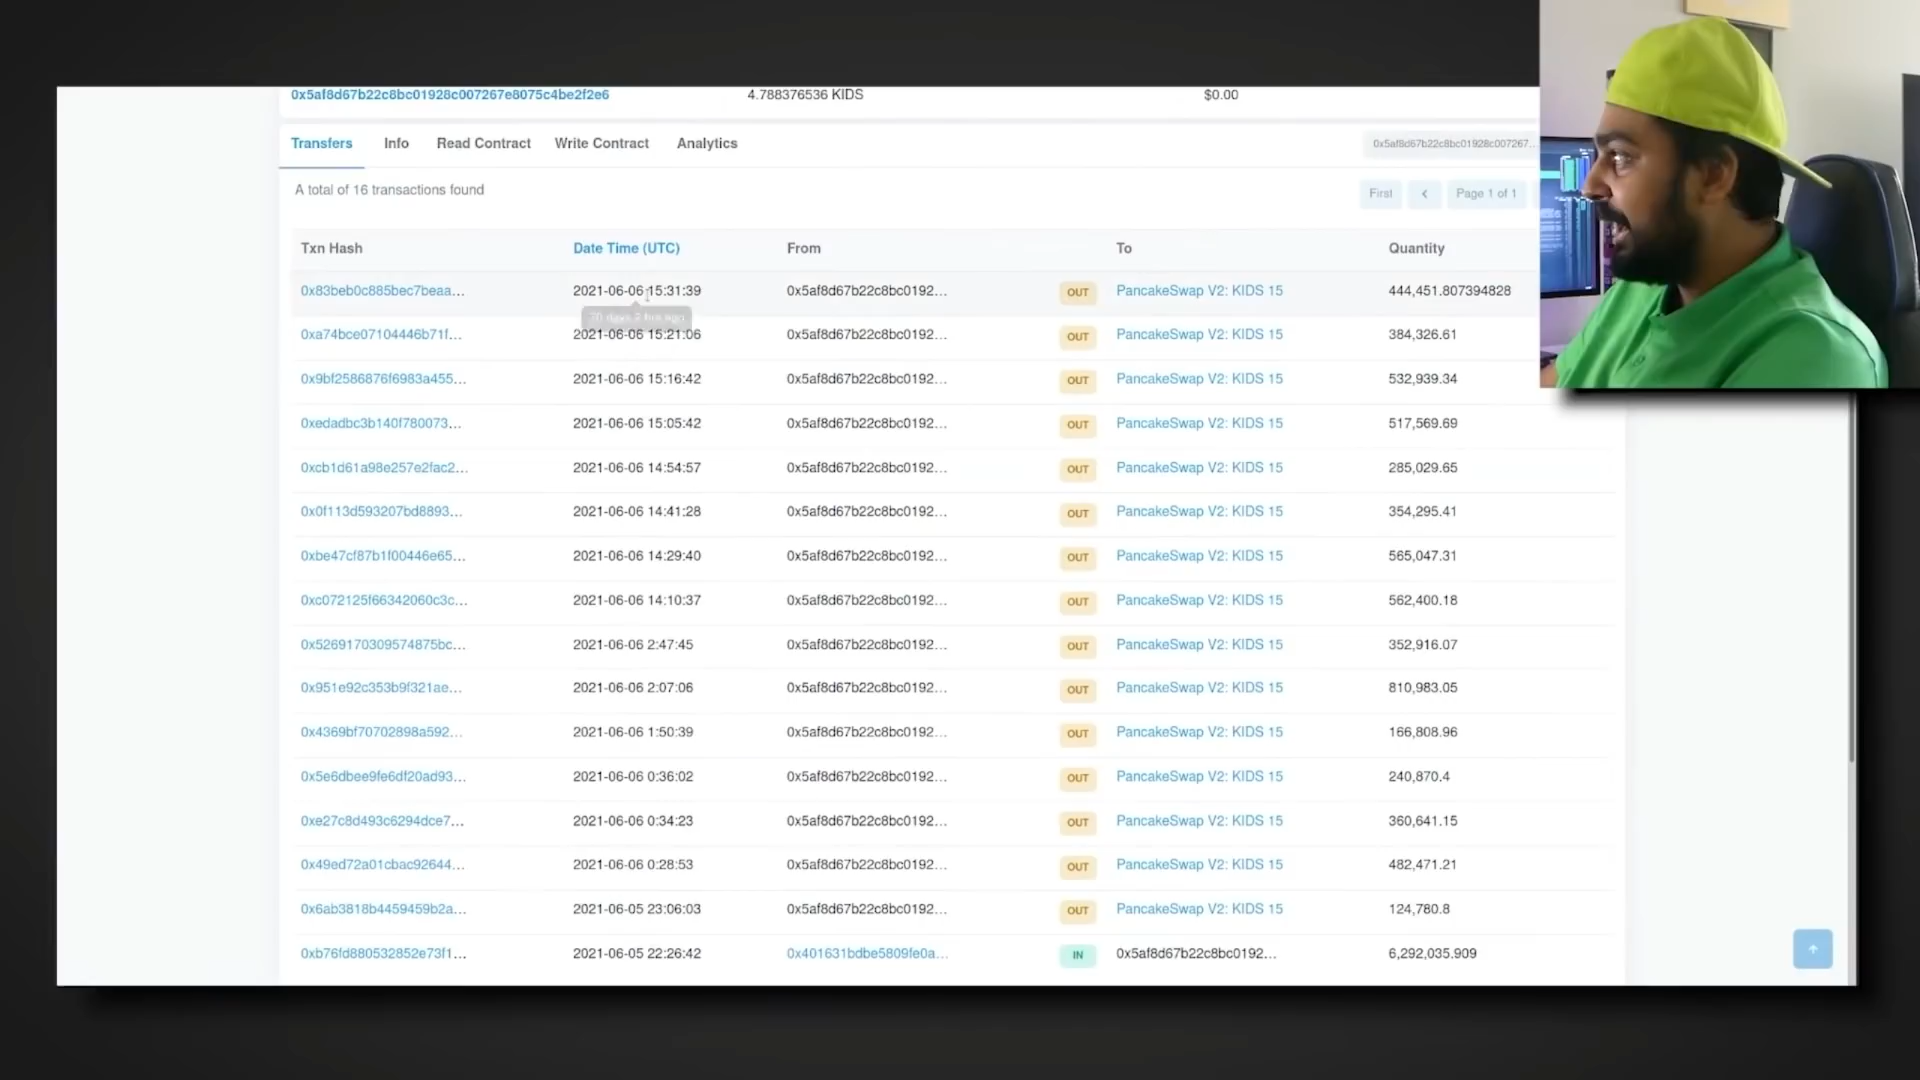 0x5af8d67b22c8bc01928c007267e8075c4be2f2e6 4.788376536 KIDS $0.00
Transfers Info Read Contract Write Contract Analytics 0x5af8d67b22c8bc01928c007267...
A total of 16 transactions found First Page 1 of 1
Txn Hash Date Time (UTC) From To Quantity
0x83beb0c885bec7beaa... 2021-06-06 15:31:39 0x5af8d67b22c8bc0192... OUT PancakeSwap V2: KIDS 15 444,451.807394828
0xa74bce07104446b71f... 2021-06-06 15:21:06 0x5af8d67b22c8bc0192... OUT PancakeSwap V2: KIDS 15 384,326.61
0x9bf2586876f6983a455... 2021-06-06 15:16:42 0x5af8d67b22c8bc0192... OUT PancakeSwap V2: KIDS 15 532,939.34
0xedadbc3b140f780073... 2021-06-06 15:05:42 0x5af8d67b22c8bc0192... OUT PancakeSwap V2: KIDS 15 517,569.69
0xcb1d61a98e257e2fac2... 2021-06-06 14:54:57 0x5af8d67b22c8bc0192... OUT PancakeSwap V2: KIDS 15 285,029.65
0x0f113d593207bd8893... 2021-06-06 14:41:28 0x5af8d67b22c8bc0192... OUT PancakeSwap V2: KIDS 15 354,295.41
0xbe47cf87b1f00446e65... 2021-06-06 14:29:40 0x5af8d67b22c8bc0192... OUT PancakeSwap V2: KIDS 15 565,047.31
0xc072125f66342060c3c... 2021-06-06 14:10:37 0x5af8d67b22c8bc0192... OUT PancakeSwap V2: KIDS 15 562,400.18
0x5269170309574875bc... 2021-06-06 2:47:45 0x5af8d67b22c8bc0192... OUT PancakeSwap V2: KIDS 15 352,916.07
0x951e92c353b9f321ae... 2021-06-06 2:07:06 0x5af8d67b22c8bc0192... OUT PancakeSwap V2: KIDS 15 810,983.05
0x4369bf70702898a592... 2021-06-06 1:50:39 0x5af8d67b22c8bc0192... OUT PancakeSwap V2: KIDS 15 166,808.96
0x5e6dbee9fe6df20ad93... 2021-06-06 0:36:02 0x5af8d67b22c8bc0192... OUT PancakeSwap V2: KIDS 15 240,870.4
0xe27c8d493c6294dce7... 2021-06-06 0:34:23 0x5af8d67b22c8bc0192... OUT PancakeSwap V2: KIDS 15 360,641.15
0x49ed72a01cbac92644... 2021-06-06 0:28:53 0x5af8d67b22c8bc0192... OUT PancakeSwap V2: KIDS 15 482,471.21
0x6ab3818b4459459b2a... 2021-06-05 23:06:03 0x5af8d67b22c8bc0192... OUT PancakeSwap V2: KIDS 15 124,780.8
0xb76fd880532852e73f1... 2021-06-05 22:26:42 0x401631bdbe5809fe0a... IN 0x5af8d67b22c8bc0192... 6,292,035.909